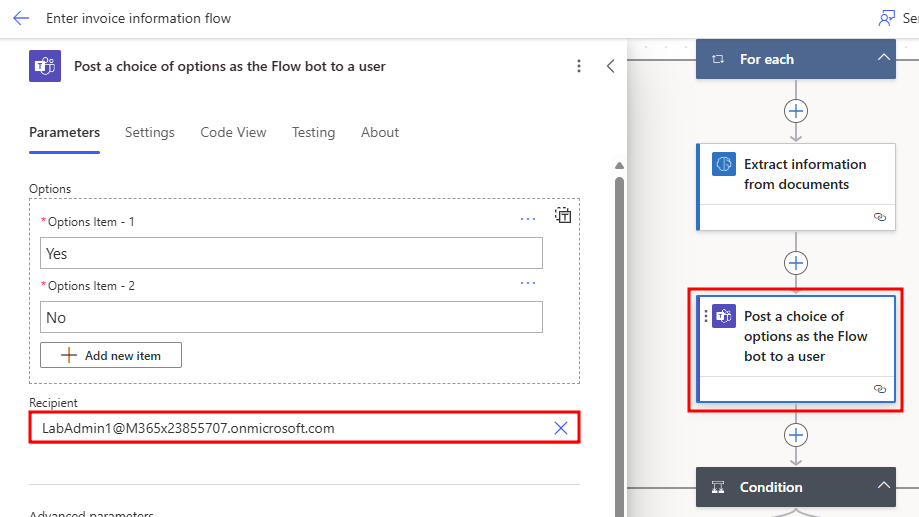 Enter invoice information flow
Ser
Post a choice of options as the Flow bot to a user
Parameters
Settings
Code View
Testing
About
Options
*Options Item - 1
Yes
*Options Item - 2
No
Add new item
Recipient
LabAdmin1@M365x23855707.onmicrosoft.com
Advanced parameters
For each
Extract information
from documents
Post a choice of
options as the Flow
bot to a user
Condition